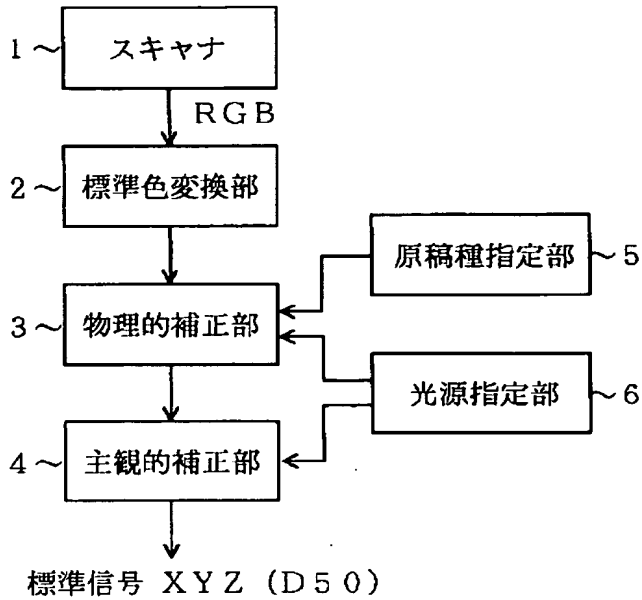 1 ～ スキャナ
ＲＧＢ
2 ～ 標準色変換部
原稿種指定部 ～ 5
3 ～ 物理的補正部
光源指定部 ～ 6
4 ～ 主観的補正部
標準信号 ＸＹＺ（Ｄ５０）